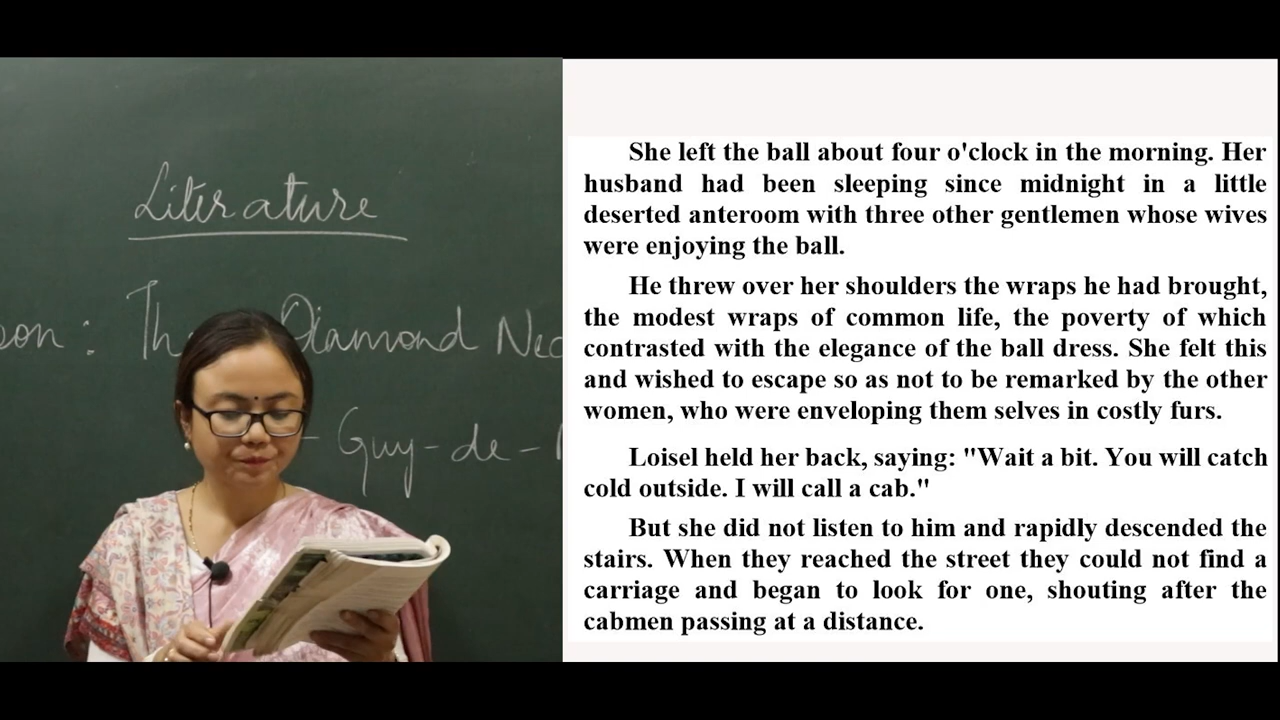 Literature
son: The Diamond Nec
- Guy-de-
She left the ball about four o'clock in the morning. Her
husband had been sleeping since midnight in a little
deserted anteroom with three other gentlemen whose wives
were enjoying the ball.
He threw over her shoulders the wraps he had brought,
the modest wraps of common life, the poverty of which
contrasted with the elegance of the ball dress. She felt this
and wished to escape so as not to be remarked by the other
women, who were enveloping them selves in costly furs.
Loisel held her back, saying: "Wait a bit. You will catch
cold outside. I will call a cab."
But she did not listen to him and rapidly descended the
stairs. When they reached the street they could not find a
carriage and began to look for one, shouting after the
cabmen passing at a distance.